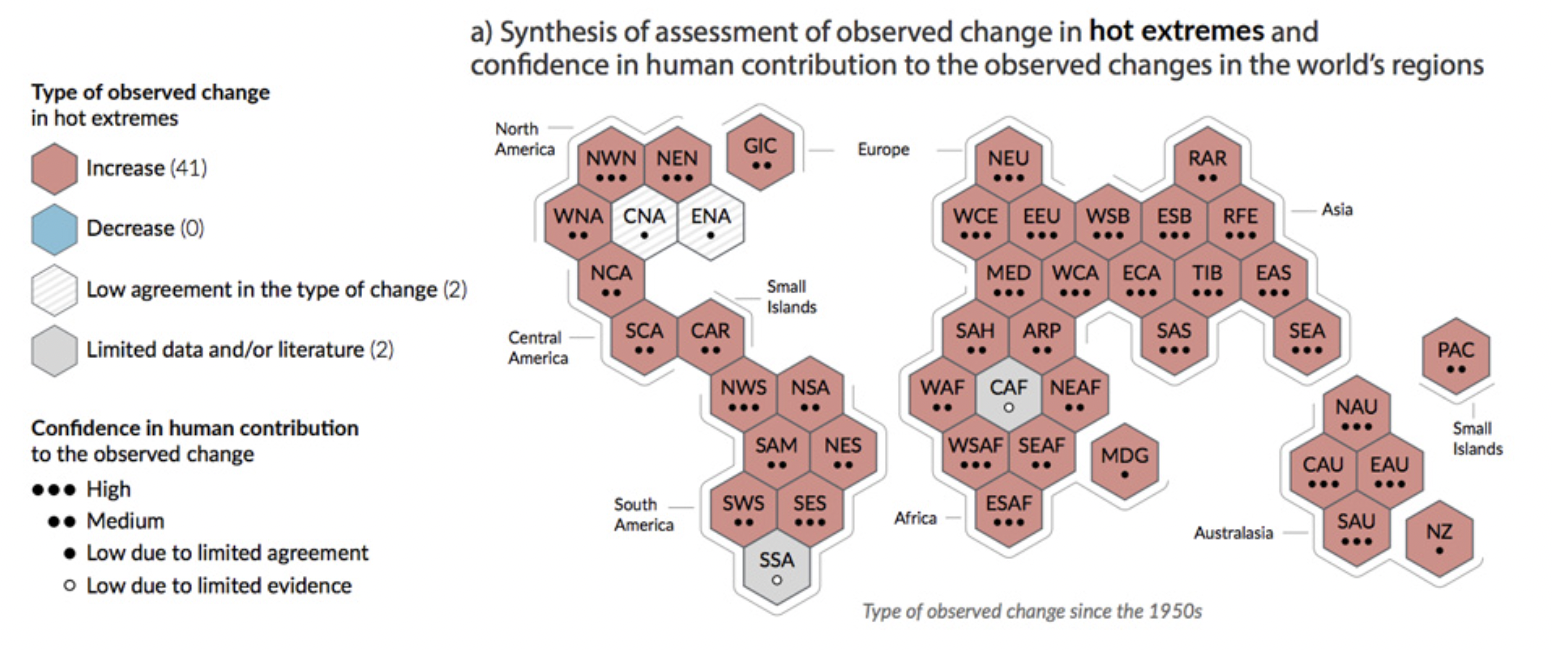 a) Synthesis of assessment of observed change in hot extremes and
confidence in human contribution to the observed changes in the world's regions
Type of observed change
in hot extremes
Increase (41)
Decrease (0)
Low agreement in the type of change (2)
Limited data and/or literature (2)
Confidence in human contribution
to the observed change
High
Medium
Low due to limited agreement
Low due to limited evidence
North
America
GIC
Europe
NWN NEN
NEU
RAR
WNA CNA ENA
WCE EEU WSB ESB RFE
Asia
NCA
MED WCA ECA TIB EAS
Small
Islands
Central
America
SCA CAR
SAH ARP
SAS
SEA
PAC
NWS NSA
WAF CAF NEAF
NAU
Small
Islands
SAM NES
WSAF SEAF MDG
CAU EAU
South
America
SWS SES
Africa
ESAF
Australasia
SAU NZ
SSA
Type of observed change since the 1950s